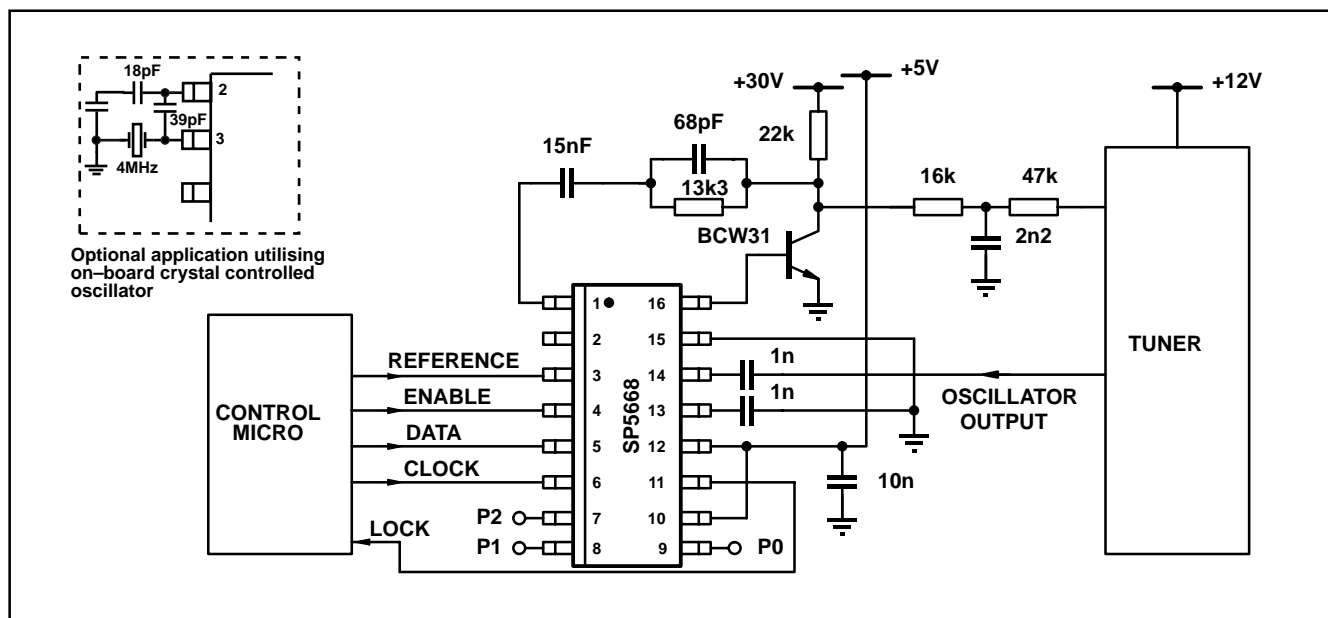 18pF
2
39pF
3
4MHz
Optional application utilising
on–board crystal controlled
oscillator
+30V
+5V
+12V
68pF
22k
15nF
13k3
16k
47k
BCW31
2n2
1
16
2
15
REFERENCE
3
14
1n
ENABLE
4
13
1n
DATA
5
12
CLOCK
6
11
10n
P2
7
10
LOCK
P1
8
9
P0
SP5668
CONTROL
MICRO
OSCILLATOR
OUTPUT
TUNER